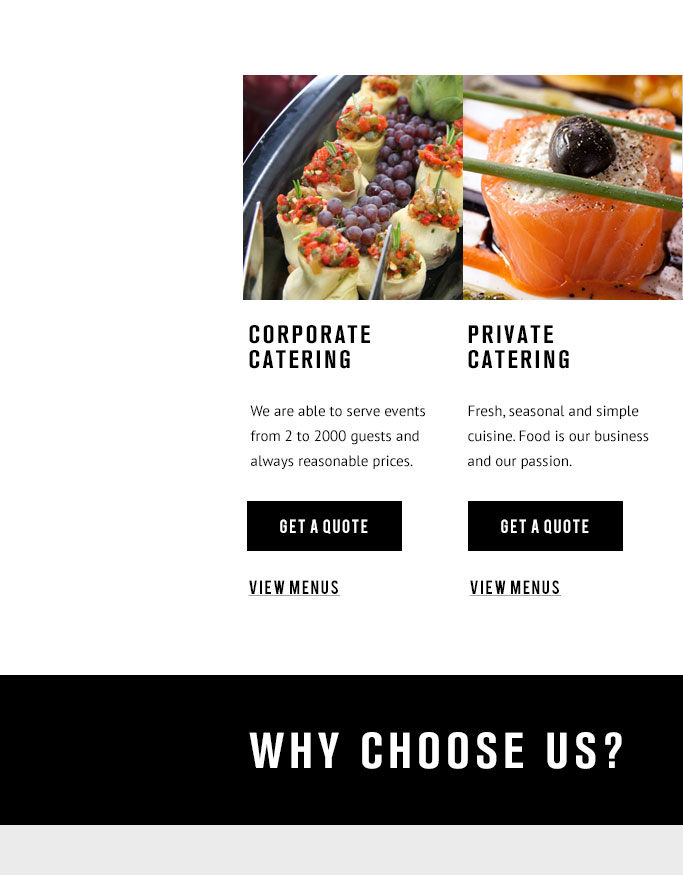 CORPORATE
CATERING
We are able to serve events
from 2 to 2000 guests and
always reasonable prices.
GET A QUOTE
VIEW MENUS
PRIVATE
CATERING
Fresh, seasonal and simple
cuisine. Food is our business
and our passion.
GET A QUOTE
VIEW MENUS
WHY CHOOSE US?